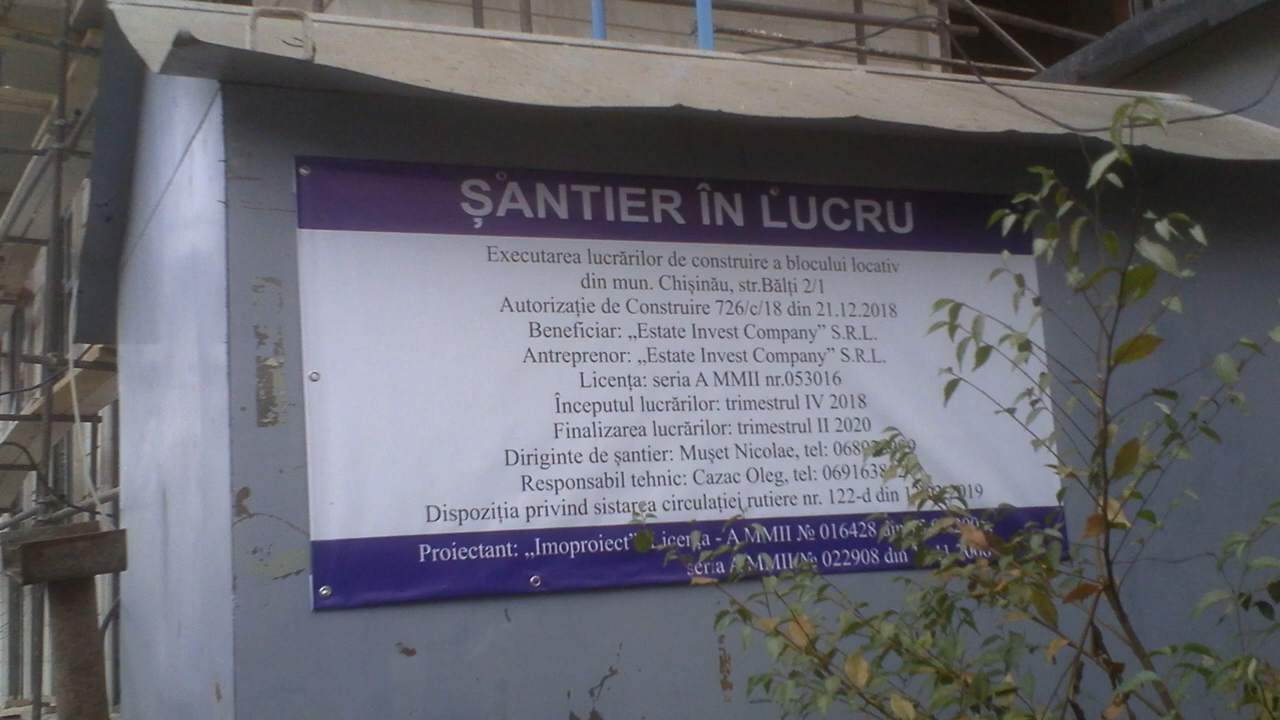 ȘANTIER ÎN LUCRU
Executarea lucrărilor de construire a blocului locativ
din mun. Chișinău, str.Bălți 2/1
Autorizație de Construire 726/c/18 din 21.12.2018
Beneficiar: „Estate Invest Company” S.R.L.
Antreprenor: „Estate Invest Company” S.R.L.
Licența: seria A MMII nr.053016
Începutul lucrărilor: trimestrul IV 2018
Finalizarea lucrărilor: trimestrul II 2020
Diriginte de șantier: Mușet Nicolae, tel:
Responsabil tehnic: Cazac Oleg, tel:
Dispoziția privind sistarea circulației rutiere nr. 122-d din
Proiectant: „Imoproiect” Licența - A MMII № 016428 din
seria A MMII № 022908 din